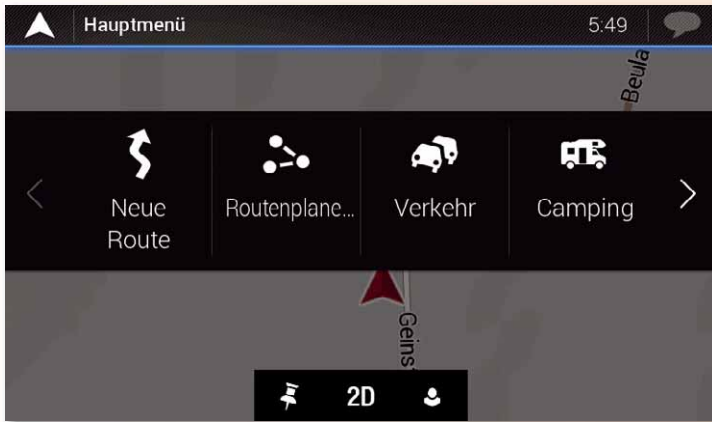 Hauptmenü 5:49
Beula
Neue Route
Routenplane...
Verkehr
Camping
Geins
2D